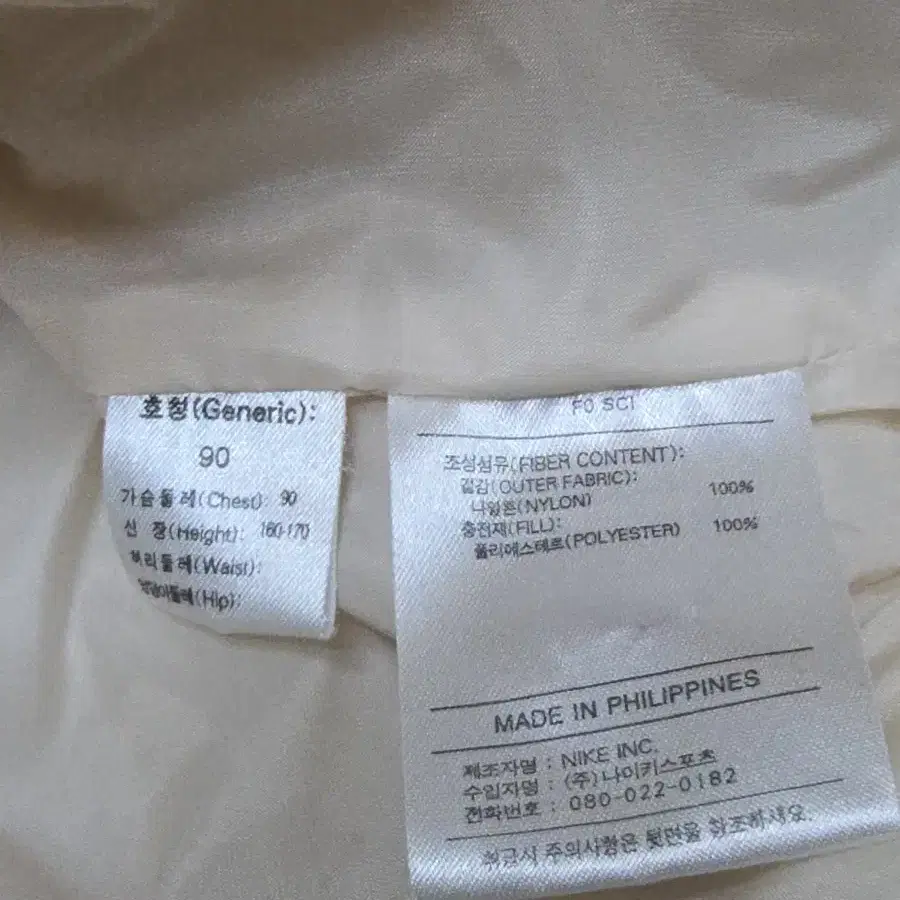 호칭(Generic):
90
가슴둘레(Chest): 90
신 장(Height): 160-170
허리둘레(Waist):
엉덩이둘레(Hip):
F0 SC1
조성섬유(FIBER CONTENT):
겉감(OUTER FABRIC):
나일론(NYLON) 100%
충전재(FILL):
폴리에스테르(POLYESTER) 100%
MADE IN PHILIPPINES
제조자명 : NIKE INC.
수입자명 : (주)나이키스포츠
전화번호 : 080-022-0182
취급시 주의사항은 뒷면을 참조하세요.